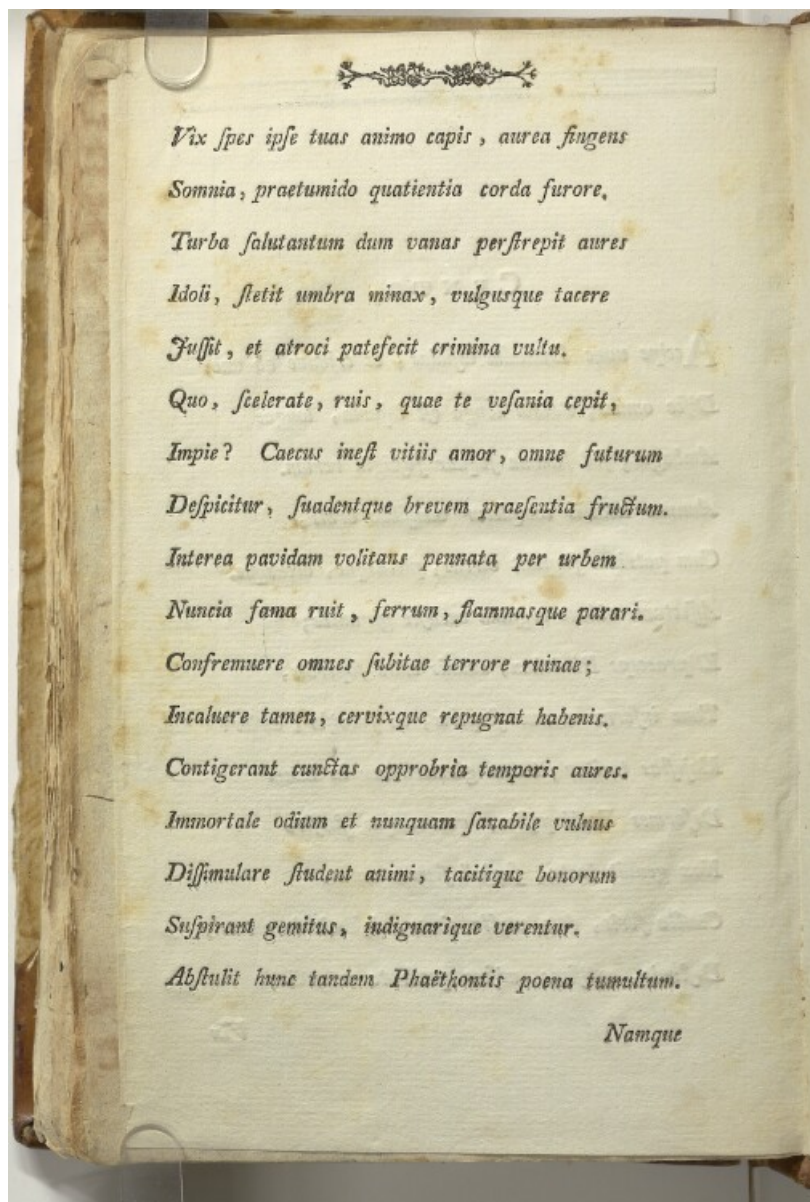 Vix ſpes ipſe tuas animo capis, aurea fingens
Somnia, praetumido quatientia corda furore.
Turba ſalutantum dum vanas perſtrepit aures
Idoli, ſtetit umbra minax, vulgusque tacere
Juſſit, et atroci patefecit crimina vultu.
Quo, ſcelerate, ruis, quae te veſania cepit,
Impie? Caecus ineſt vitiis amor, omne futurum
Deſpicitur, ſuadentque brevem praeſentia fructum.
Interea pavidam volitans pennata per urbem
Nuncia fama ruit, ferrum, flammasque parari.
Confremuere omnes ſubitae terrore ruinae;
Incaluere tamen, cervixque repugnat habenis.
Contigerant cunctas opprobria temporis aures.
Immortale odium et nunquam ſanabile vulnus
Diſſimulare ſtudent animi, tacitique bonorum
Suſpirant gemitus, indignarique verentur.
Abſtulit hunc tandem Phaëthontis poena tumultum.
Namque